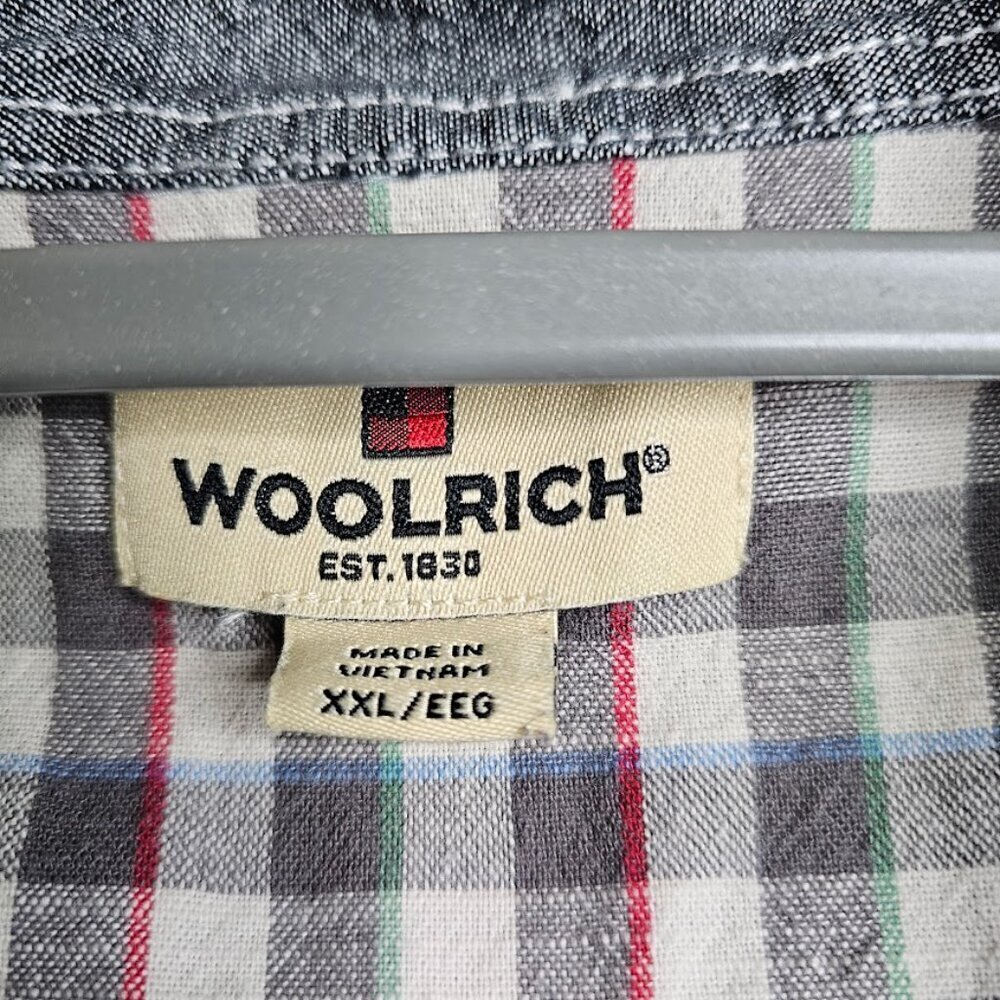 WOOLRICH®
EST. 1830
MADE IN
VIETNAM
XXL/EEG